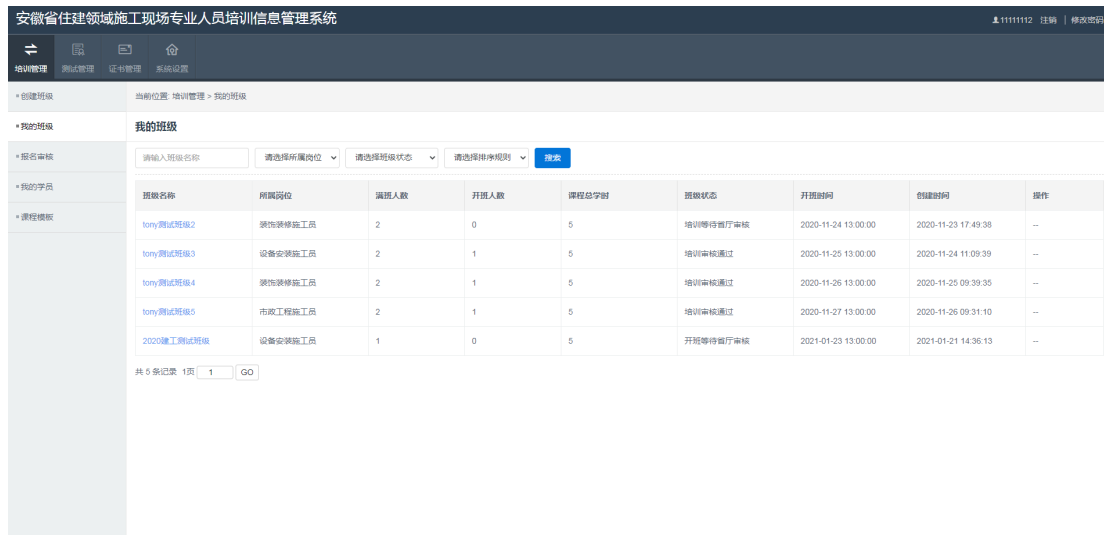 安徽省住建领域施工现场专业人员培训信息管理系统 11111112 注销 | 修改密码
培训管理 测试管理 证书管理 系统设置
创建班级
我的班级
报名审核
我的学员
课程模板
当前位置: 培训管理 > 我的班级
我的班级
请输入班级名称 请选择所属岗位 请选择班级状态 请选择排序规则 搜索
班级名称 所属岗位 满班人数 开班人数 课程总学时 班级状态 开班时间 创建时间 操作
tony测试班级2 装饰装修施工员 2 0 5 培训等待省厅审核 2020-11-24 13:00:00 2020-11-23 17:49:38 --
tony测试班级3 设备安装施工员 2 1 5 培训审核通过 2020-11-25 13:00:00 2020-11-24 11:09:39 --
tony测试班级4 装饰装修施工员 2 1 5 培训审核通过 2020-11-26 13:00:00 2020-11-25 09:39:35 --
tony测试班级5 市政工程施工员 2 1 5 培训审核通过 2020-11-27 13:00:00 2020-11-26 09:31:10 --
2020建工测试班级 设备安装施工员 1 0 5 开班等待省厅审核 2021-01-23 13:00:00 2021-01-21 14:36:13 --
共 5 条记录 1页 1 GO